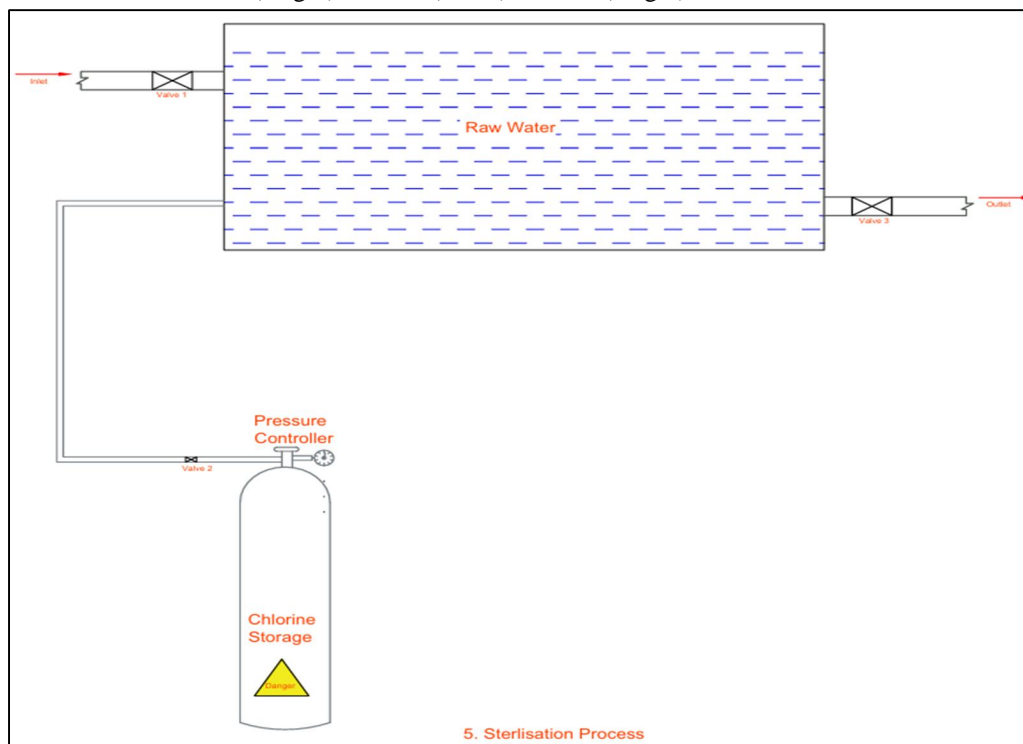 Inlet
Valve 1
Raw Water
Valve 3
Outlet
Pressure
Controller
Valve 2
Chlorine
Storage
Danger
5. Sterlisation Process